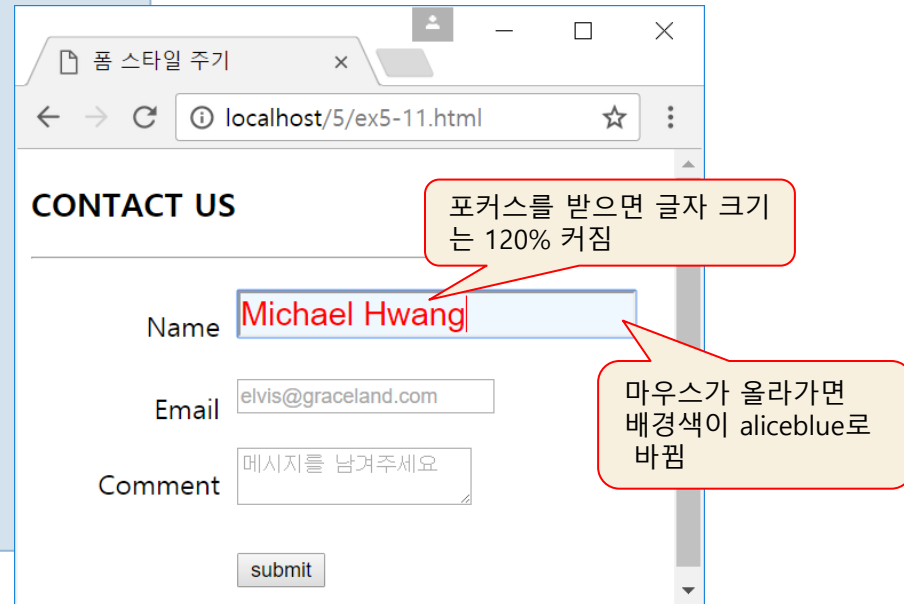 폼 스타일 주기
localhost/5/ex5-11.html
CONTACT US
포커스를 받으면 글자 크기
는 120% 커짐
Name Michael Hwang
마우스가 올라가면
배경색이 aliceblue로
바뀜
Email elvis@graceland.com
Comment 메시지를 남겨주세요
submit